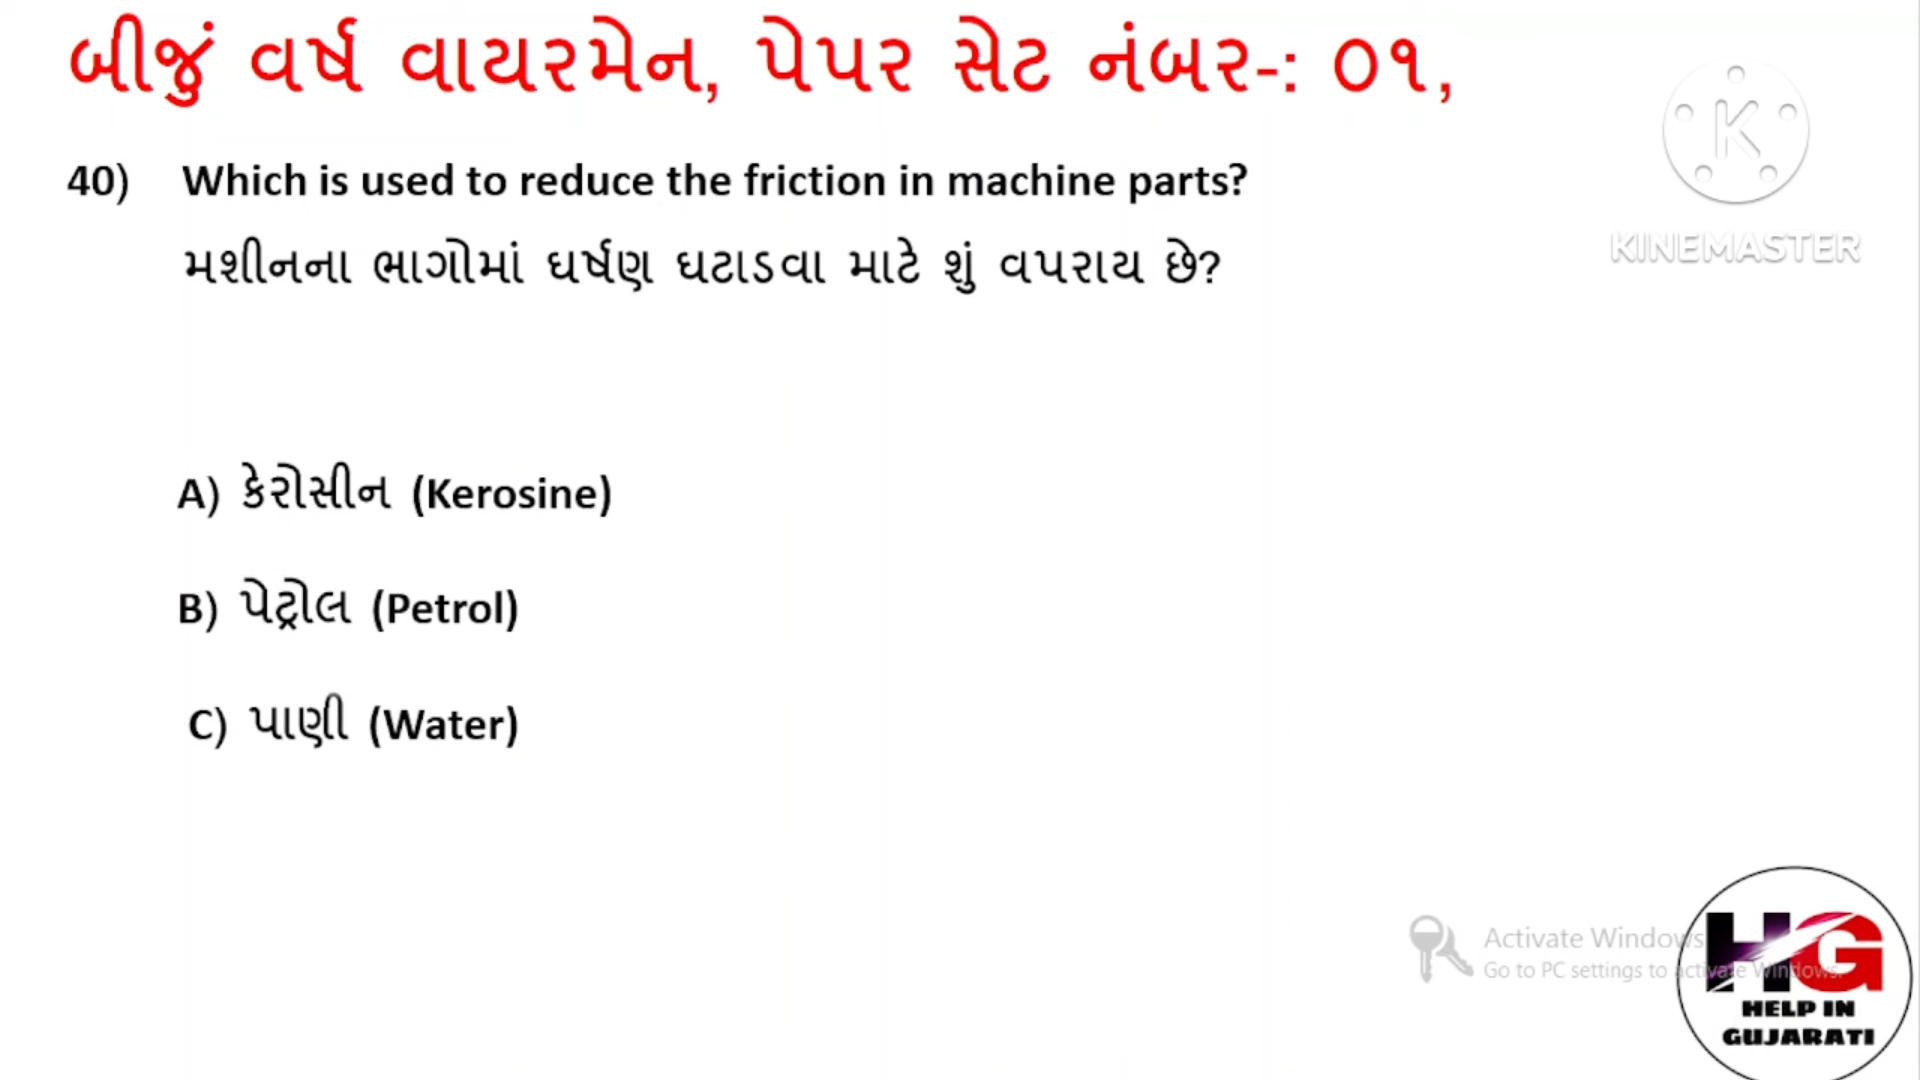 બીજું વર્ષ વાયરમેન, પેપર સેટ નંબર-: ૦૧,
K
KINEMASTER
40) Which is used to reduce the friction in machine parts?
મશીનના ભાગોમાં ઘર્ષણ ઘટાડવા માટે શું વપરાય છે?
A) કેરોસીન (Kerosine)
B) પેટ્રોલ (Petrol)
C) પાણી (Water)
Activate Windows
Go to PC settings to activate Windows.
HG
HELP IN
GUJARATI